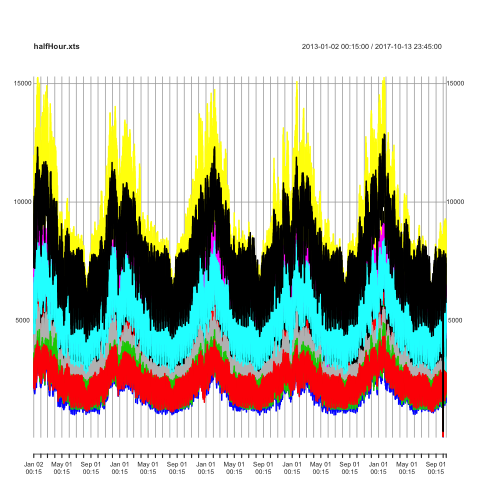 halfHour.xts 2013-01-02 00:15:00 / 2017-10-13 23:45:00
15000 15000
10000 10000
5000 5000
Jan 02 May 01 Sep 01 Jan 01 May 01 Sep 01 Jan 01 May 01 Sep 01 Jan 01 May 01 Sep 01 Jan 01 May 01 Sep 01
00:15 00:15 00:15 00:15 00:15 00:15 00:15 00:15 00:15 00:15 00:15 00:15 00:15 00:15 00:15